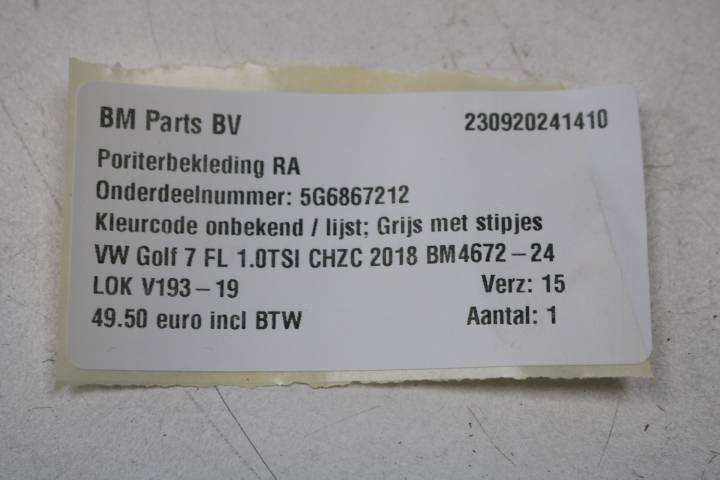 BM Parts BV 230920241410
Poriterbekleding RA
Onderdeelnummer: 5G6867212
Kleurcode onbekend / lijst; Grijs met stipjes
VW Golf 7 FL 1.0TSI CHZC 2018 BM4672-24
LOK V193-19 Verz: 15
49.50 euro incl BTW Aantal: 1